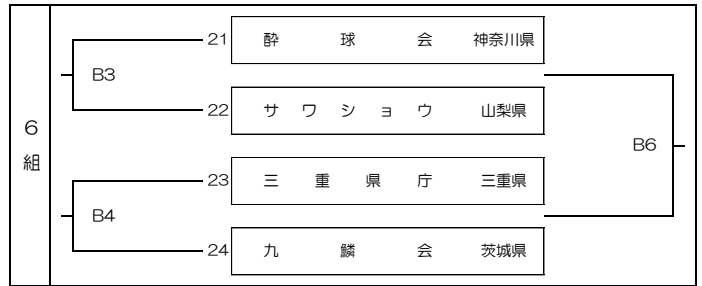 6組
21 酔球会 神奈川県
B3
22 サワショウ 山梨県
B6
23 三重県庁 三重県
B4
24 九鱗会 茨城県